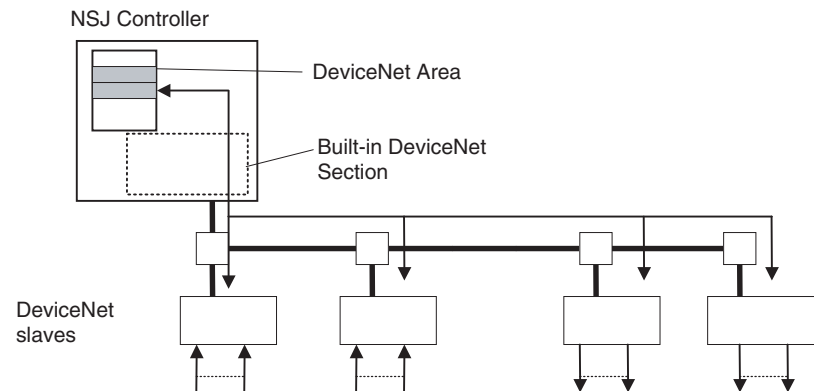 NSJ Controller
DeviceNet Area
Built-in DeviceNet
Section
DeviceNet
slaves